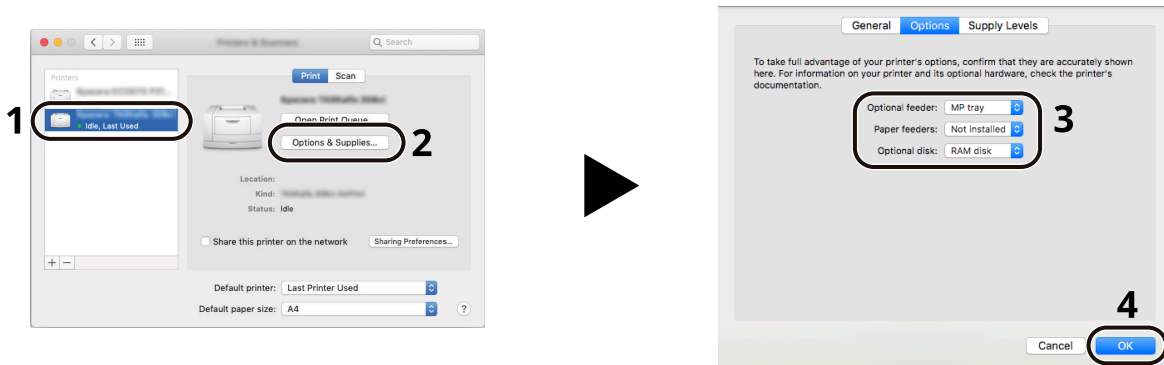 Search
Print Scan
Printers
1
Idle, Last Used
Open Print Queue
Options & Supplies...
2
Location:
Kind:
Status: Idle
Share this printer on the network
Sharing Preferences...
+ −
Default printer: Last Printer Used
Default paper size: A4
?
General Options Supply Levels
To take full advantage of your printer's options, confirm that they are accurately shown
here. For information on your printer and its optional hardware, check the printer's
documentation.
Optional feeder: MP tray
Paper feeders: Not installed
Optional disk: RAM disk
3
4
Cancel OK